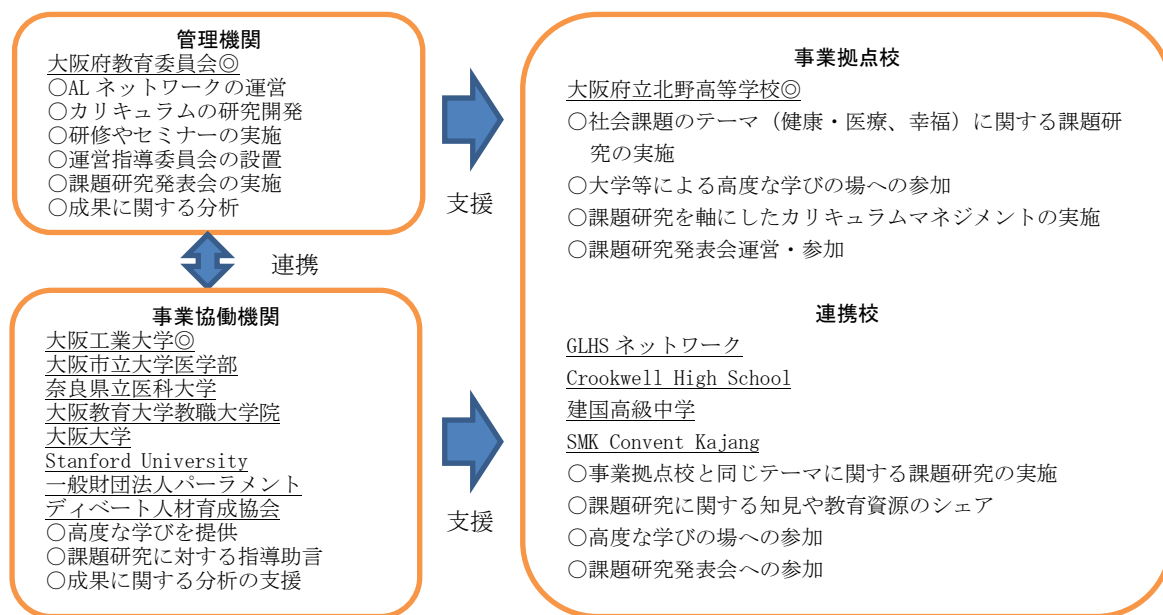 管理機関
大阪府教育委員会◎
○AL ネットワークの運営
○カリキュラムの研究開発
○研修やセミナーの実施
○運営指導委員会の設置
○課題研究発表会の実施
○成果に関する分析
支援
連携
事業協働機関
大阪工業大学◎
大阪市立大学医学部
奈良県立医科大学
大阪教育大学教職大学院
大阪大学
Stanford University
一般財団法人パーラメント
ディベート人材育成協会
○高度な学びを提供
○課題研究に対する指導助言
○成果に関する分析の支援
支援
事業拠点校
大阪府立北野高等学校◎
○社会課題のテーマ（健康・医療、幸福）に関する課題研
究の実施
○大学等による高度な学びの場への参加
○課題研究を軸にしたカリキュラムマネジメントの実施
○課題研究発表会運営・参加
連携校
GLHS ネットワーク
Crookwell High School
建国高級中学
SMK Convent Kajang
○事業拠点校と同じテーマに関する課題研究の実施
○課題研究に関する知見や教育資源のシェア
○高度な学びの場への参加
○課題研究発表会への参加